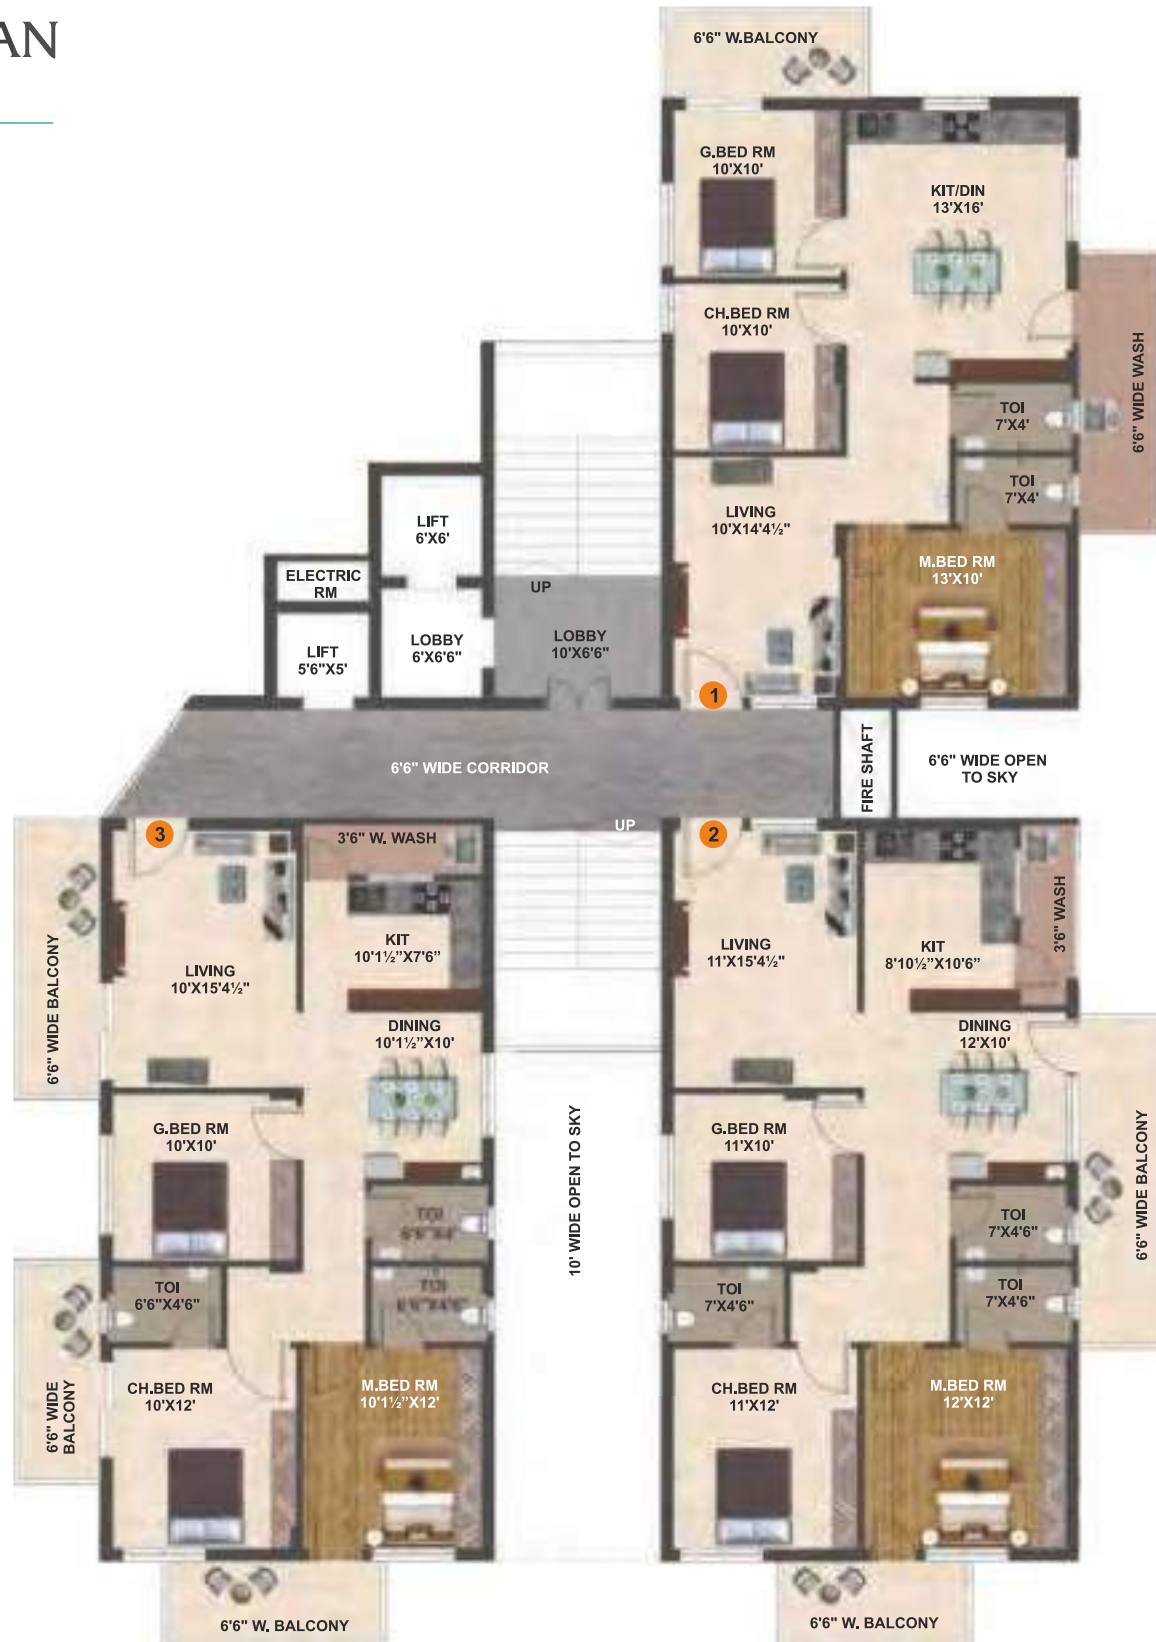 AN
6'6" W.BALCONY
G.BED RM
10'X10'
KIT/DIN
13'X16'
CH.BED RM
10'X10'
6'6" WIDE WASH
TOI
7'X4'
TOI
7'X4'
LIVING
10'X14'4½"
M.BED RM
13'X10'
LIFT
6'X6'
ELECTRIC
RM
UP
LOBBY
6'X6'6"
LOBBY
10'X6'6"
LIFT
5'6"X5'
1
6'6" WIDE CORRIDOR
FIRE SHAFT
6'6" WIDE OPEN
TO SKY
UP
3
3'6" W. WASH
2
6'6" WIDE BALCONY
KIT
10'1½"X7'6"
LIVING
10'X15'4½"
LIVING
11'X15'4½"
KIT
8'10½"X10'6"
3'6" WASH
DINING
10'1½"X10'
DINING
12'X10'
G.BED RM
10'X10'
10' WIDE OPEN TO SKY
G.BED RM
11'X10'
6'6" WIDE BALCONY
TOI
TOI
7'X4'6"
TOI
6'6"X4'6"
TOI
TOI
7'X4'6"
TOI
7'X4'6"
6'6" WIDE
BALCONY
CH.BED RM
10'X12'
M.BED RM
10'1½"X12'
CH.BED RM
11'X12'
M.BED RM
12'X12'
6'6" W. BALCONY
6'6" W. BALCONY